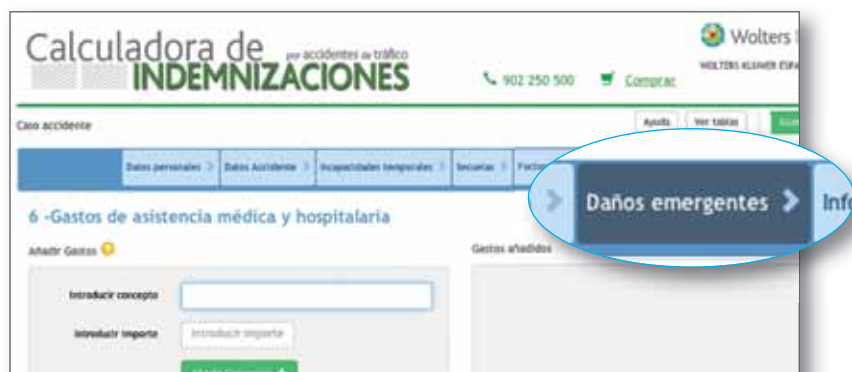 Calculadora de por accidentes de tráfico
INDEMNIZACIONES
Wolters
WOLTERS KLUWER ESPA
902 250 500 Comprar
Caso accidente
Ayuda Ver tablas
Datos personales Datos Accidente Incapacidades temporales Secuelas
Daños emergentes Info
6 -Gastos de asistencia médica y hospitalaria
Añadir Gastos
Gastos añadidos
Introducir concepto
Introducir importe Introducir importe